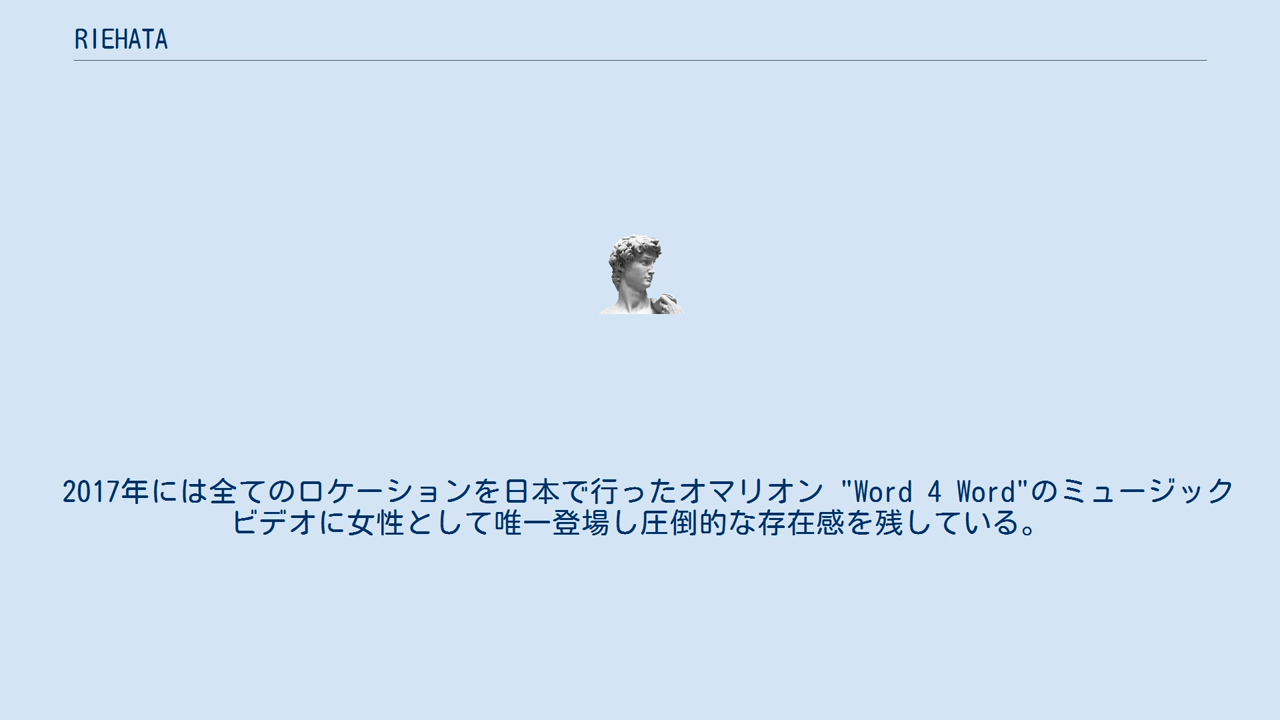 RIEHATA
2017年には全てのロケーションを日本で行ったオマリオン "Word 4 Word"のミュージック
ビデオに女性として唯一登場し圧倒的な存在感を残している。